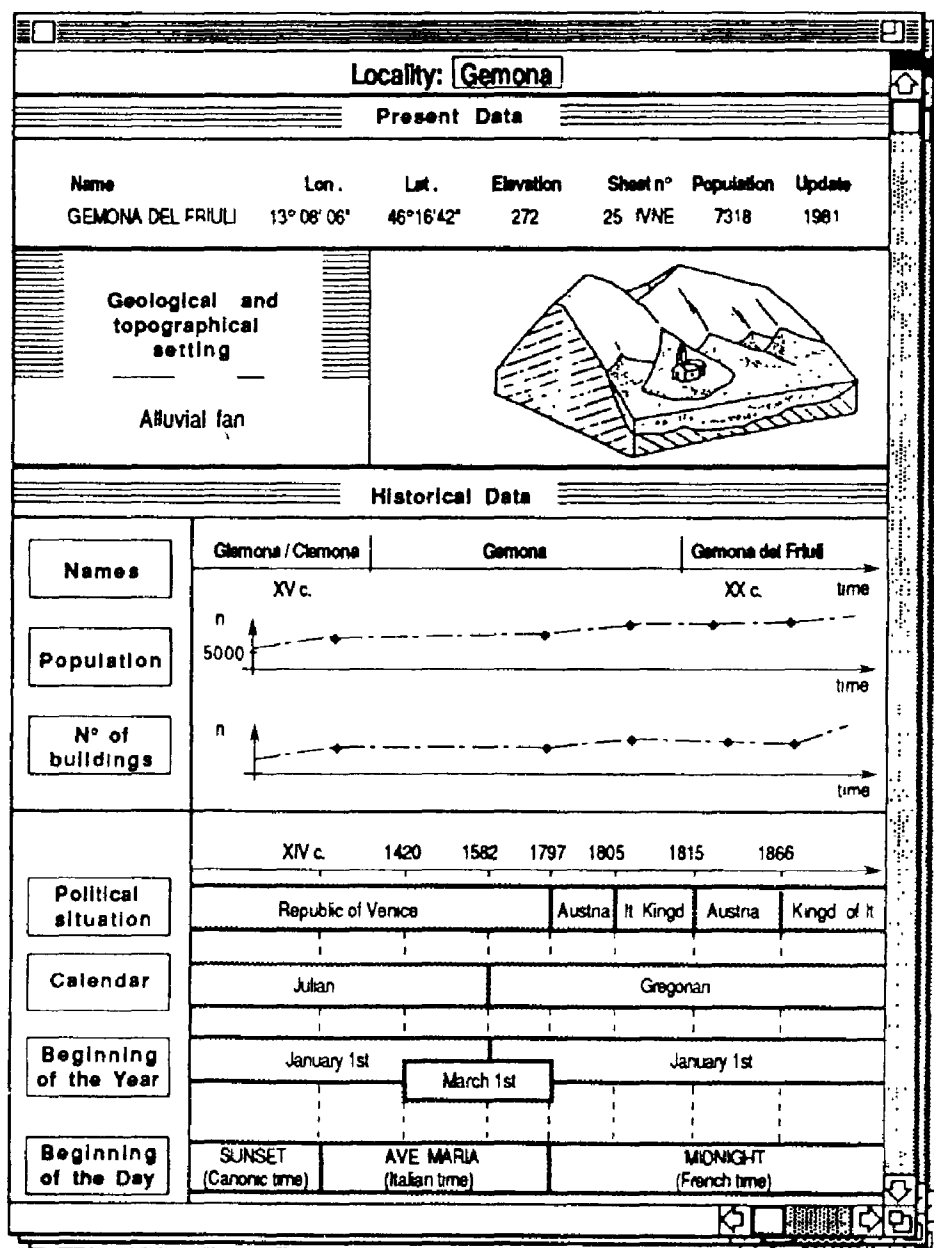 Locality: Gemona
Present Data
Name Lon. Lat. Elevation Sheet n° Population Update
GEMONA DEL FRIULI 13° 08' 06" 46°16'42" 272 25 IVNE 7318 1981
Geological and
topographical
setting
Alluvial fan
Historical Data
Names
Glemona / Clemona Gemona Gemona del Friuli
XV c. XX c. time
Population
n
5000
time
N° of
buildings
n
time
XIV c. 1420 1582 1797 1805 1815 1866
Political
situation
Republic of Venice Austria It Kingd Austria Kingd of It
Calendar
Julian Gregorian
Beginning
of the Year
January 1st March 1st January 1st
Beginning
of the Day
SUNSET AVE MARIA MIDNIGHT
(Canonic time) (Italian time) (French time)